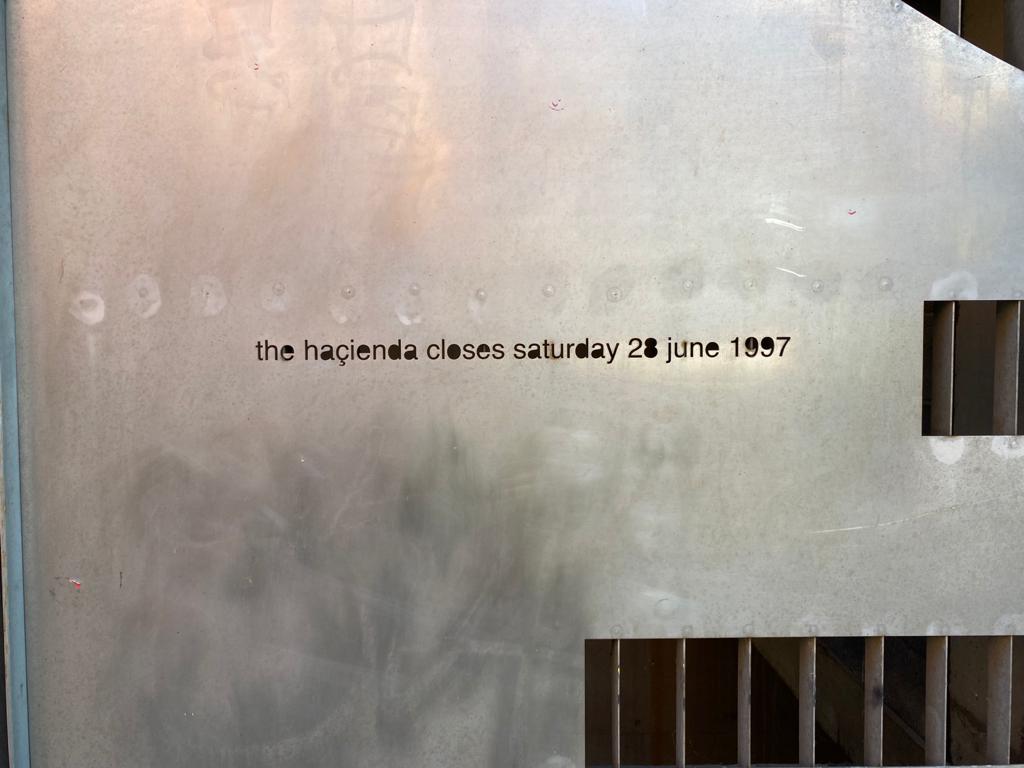 the haçienda closes saturday 28 june 1997